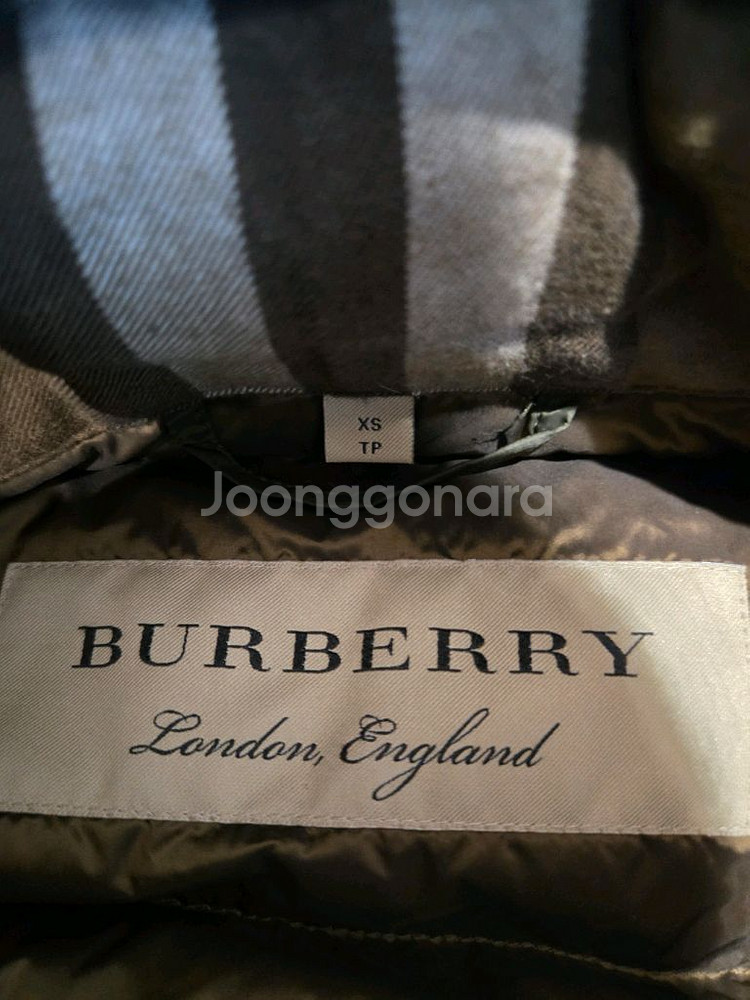 XS
TP
Joonggonara
BURBERRY
London, England